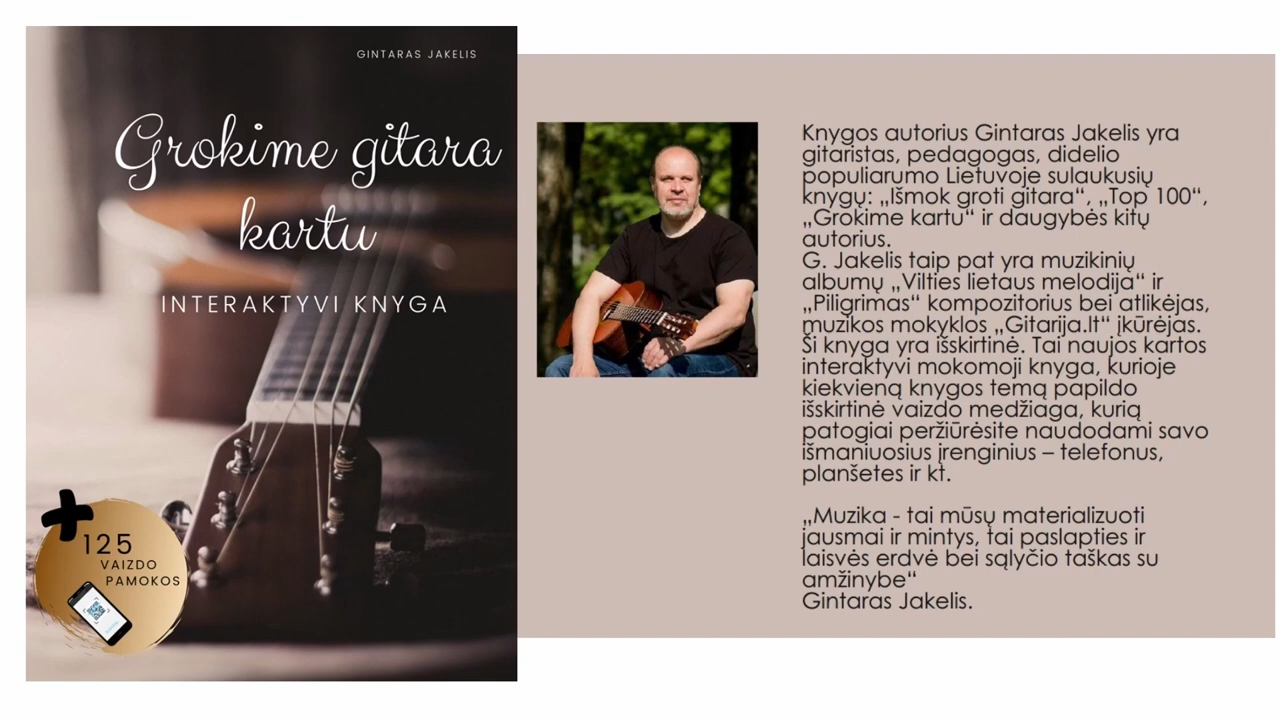 GINTARAS JAKELIS
Grokime gitara
kartu
INTERAKTYVI KNYGA
125
VAIZDO
PAMOKOS
Knygos autorius Gintaras Jakelis yra
gitaristas, pedagogas, didelio
populiarumo Lietuvoje sulaukusių
knygų: „Išmok groti gitara“, „Top 100“,
„Grokime kartu“ ir daugybės kitų
autorius.
G. Jakelis taip pat yra muzikinių
albumų „Vilties lietaus melodija“ ir
„Piligrimas“ kompozitorius bei atlikėjas,
muzikos mokyklos „Gitarija.lt“ įkūrėjas.
Ši knyga yra išskirtinė. Tai naujos kartos
interaktyvi mokomoji knyga, kurioje
kiekvieną knygos temą papildo
išskirtinė vaizdo medžiaga, kurią
patogiai peržiūrėsite naudodami savo
išmaniuosius įrenginius – telefonus,
planšetes ir kt.
„Muzika - tai mūsų materializuoti
jausmai ir mintys, tai paslapties ir
laisvės erdvė bei sąlyčio taškas su
amžinybe“
Gintaras Jakelis.